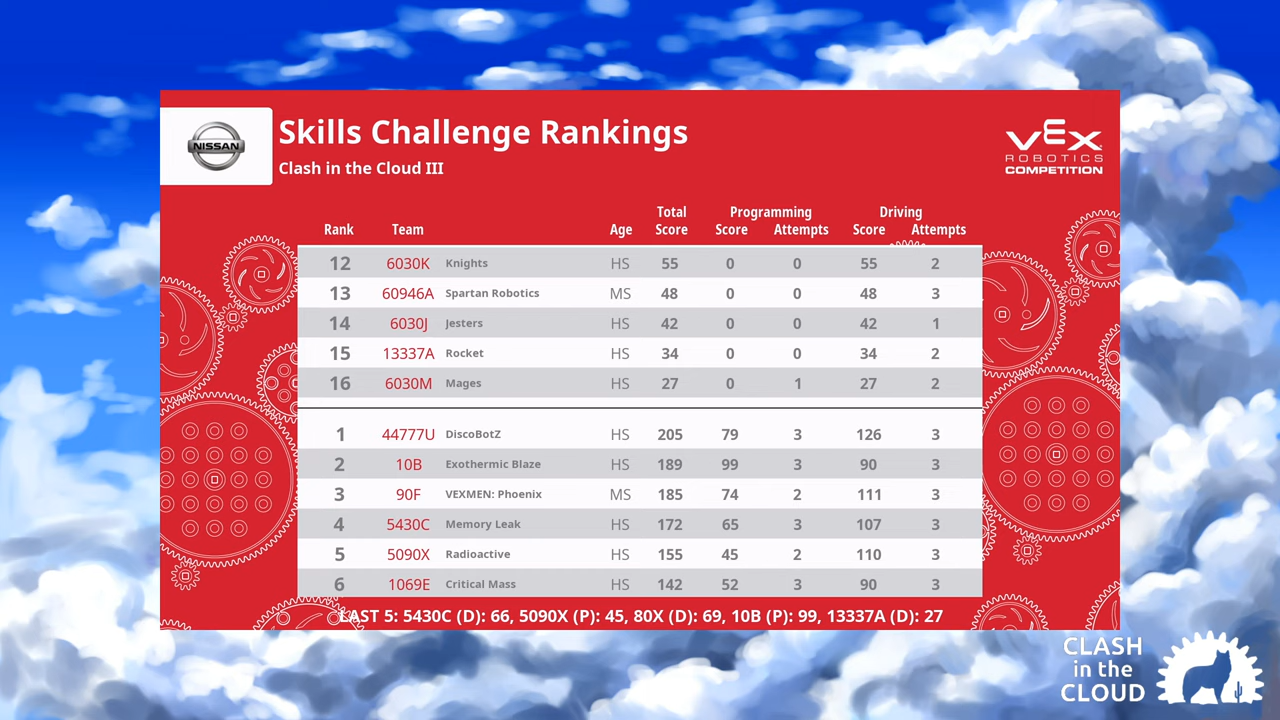 NISSAN
Skills Challenge Rankings
Clash in the Cloud III
VEX
ROBOTICS
COMPETITION
Total Programming Driving
Rank Team Age Score Score Attempts Score Attempts
12 6030K Knights HS 55 0 0 55 2
13 60946A Spartan Robotics MS 48 0 0 48 3
14 6030J Jesters HS 42 0 0 42 1
15 13337A Rocket HS 34 0 0 34 2
16 6030M Mages HS 27 0 1 27 2
1 44777U DiscoBotZ HS 205 79 3 126 3
2 10B Exothermic Blaze HS 189 99 3 90 3
3 90F VEXMEN: Phoenix MS 185 74 2 111 3
4 5430C Memory Leak HS 172 65 3 107 3
5 5090X Radioactive HS 155 45 2 110 3
6 1069E Critical Mass HS 142 52 3 90 3
LAST 5: 5430C (D): 66, 5090X (P): 45, 80X (D): 69, 10B (P): 99, 13337A (D): 27
CLASH
in the
CLOUD